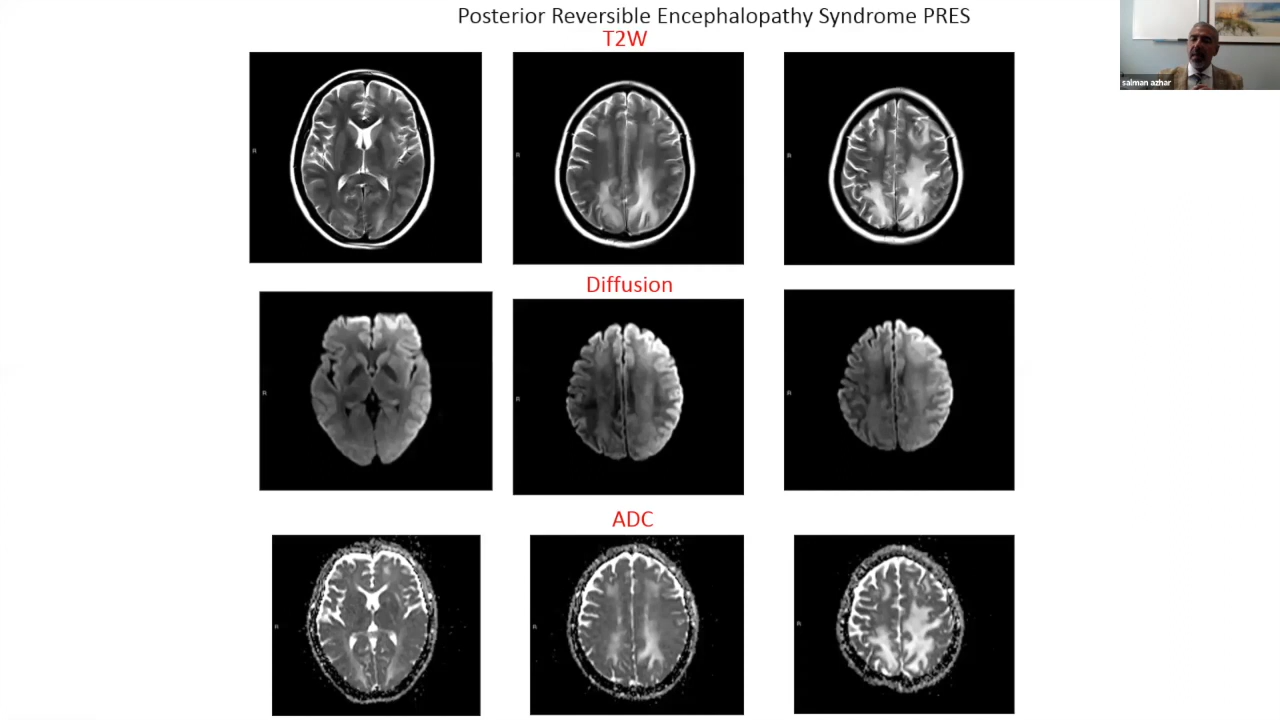 Posterior Reversible Encephalopathy Syndrome PRES
T2W
salman azhar
R
R
R
Diffusion
R
R
R
ADC
R
R
R